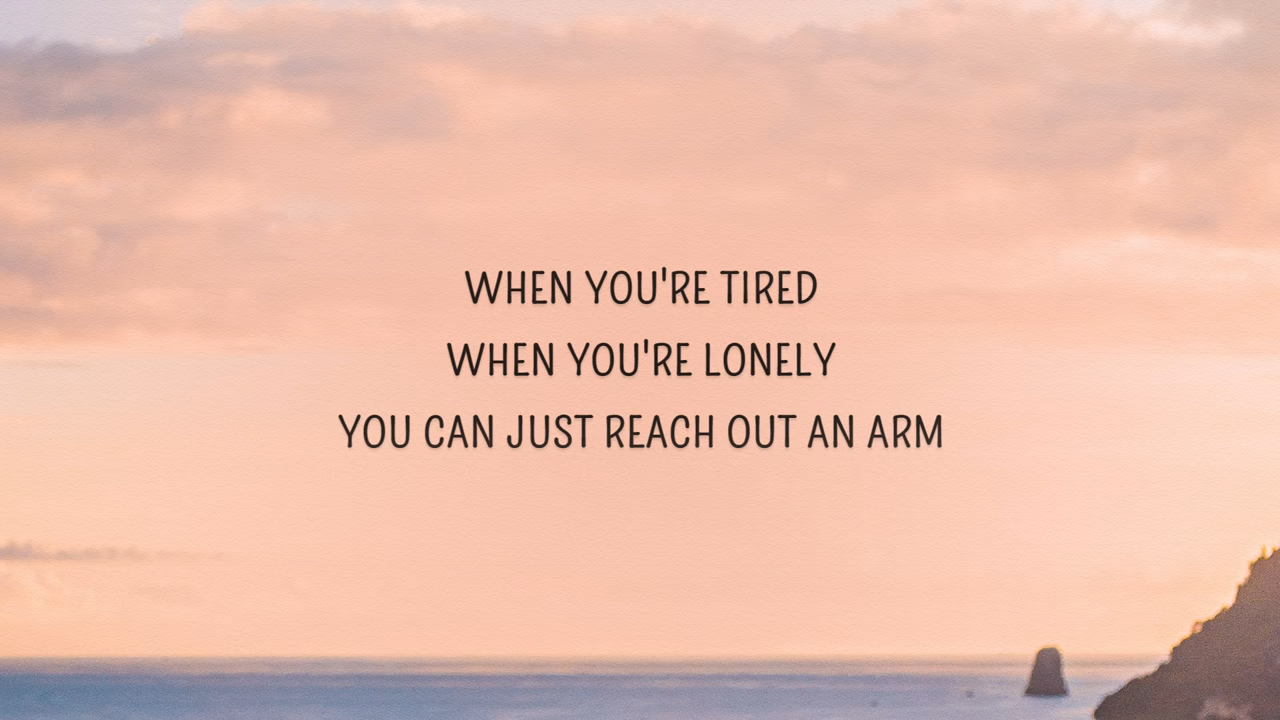 WHEN YOU'RE TIRED
WHEN YOU'RE LONELY
YOU CAN JUST REACH OUT AN ARM